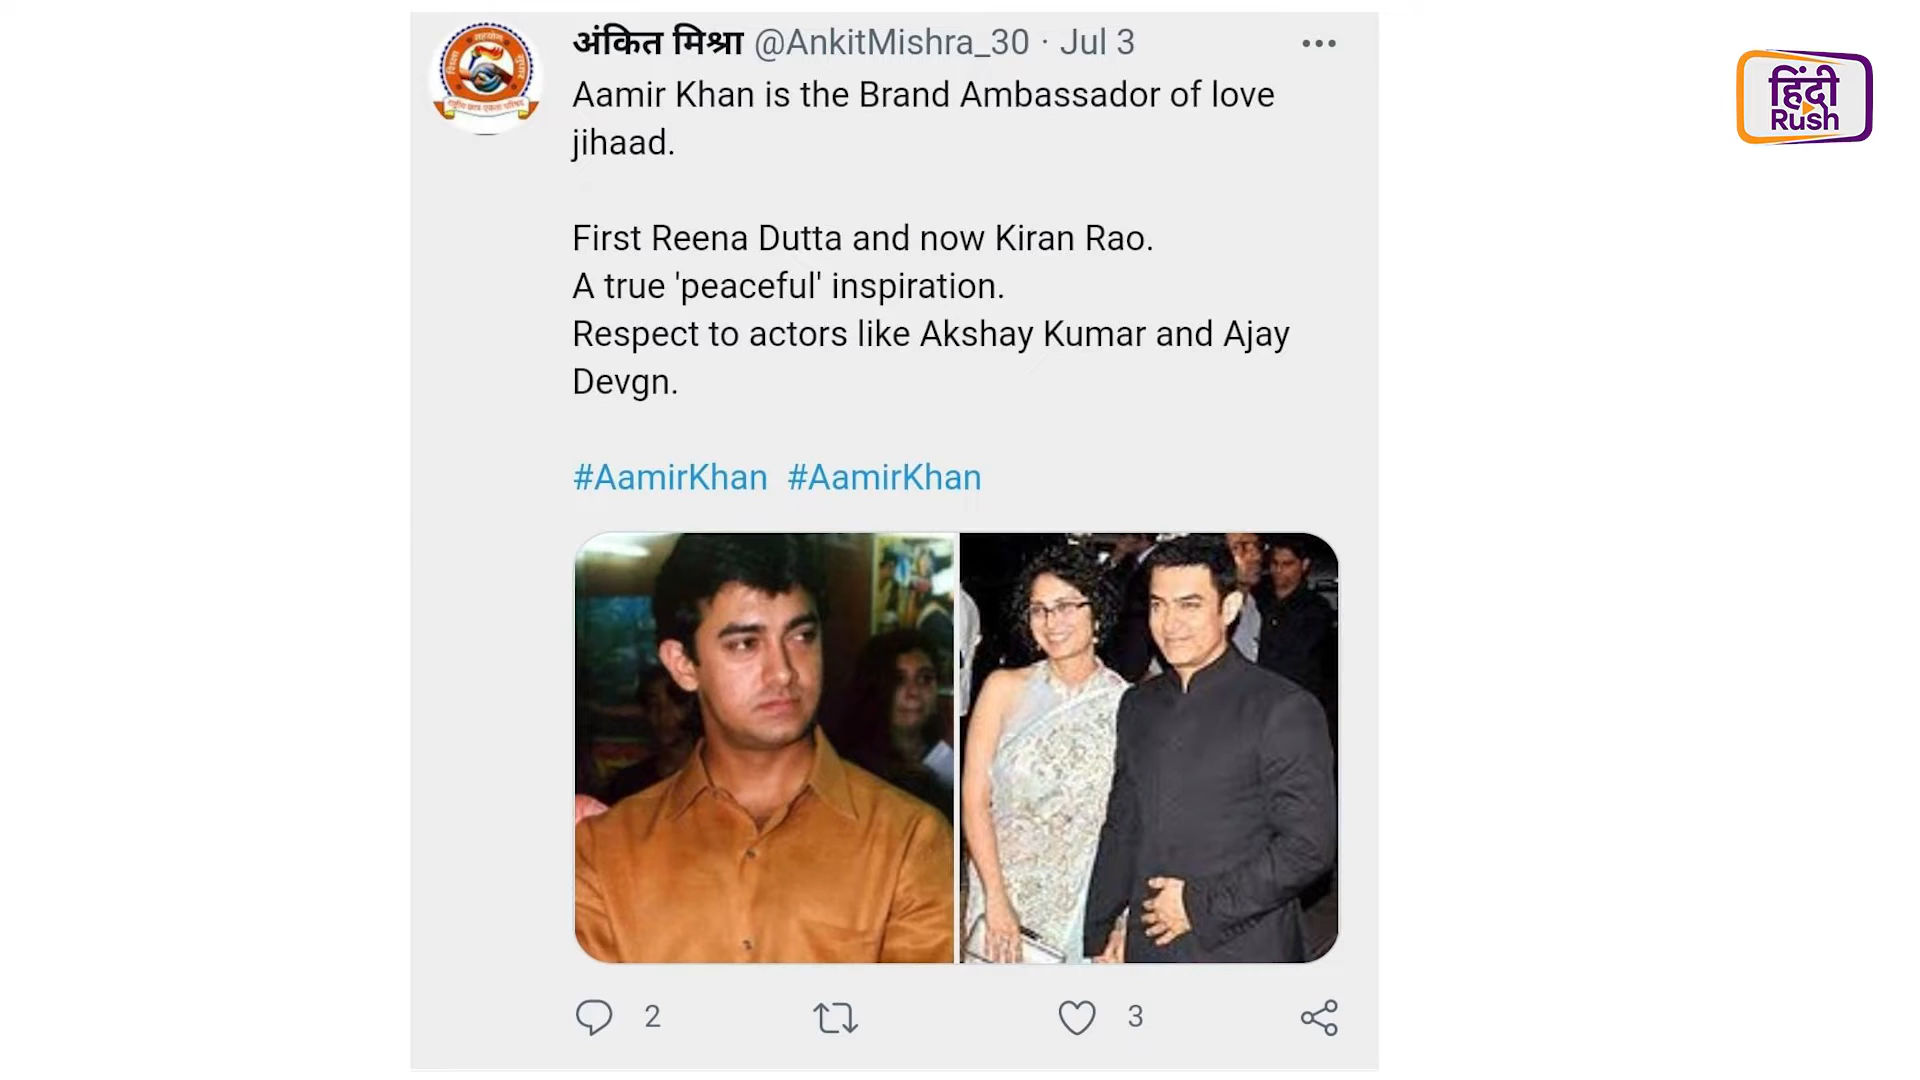 अंकित मिश्रा @AnkitMishra_30 · Jul 3
Aamir Khan is the Brand Ambassador of love
jihaad.
First Reena Dutta and now Kiran Rao.
A true 'peaceful' inspiration.
Respect to actors like Akshay Kumar and Ajay
Devgn.
#AamirKhan #AamirKhan
2
3
हिंदी
Rush